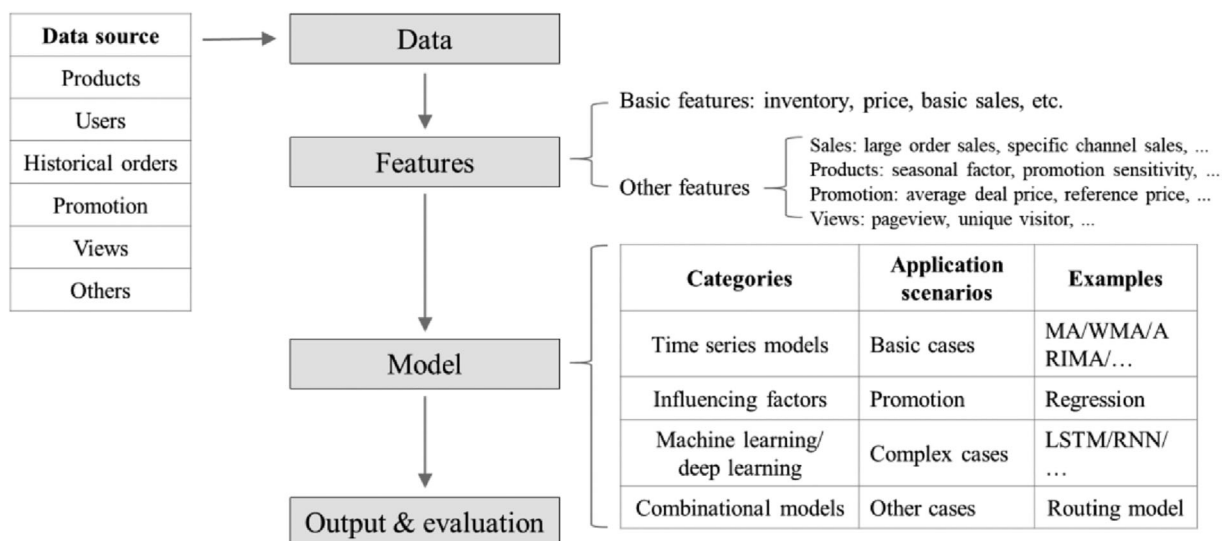 Data source
Products
Users
Historical orders
Promotion
Views
Others
Data
Features
Basic features: inventory, price, basic sales, etc.
Other features
Sales: large order sales, specific channel sales, ...
Products: seasonal factor, promotion sensitivity, ...
Promotion: average deal price, reference price, ...
Views: pageview, unique visitor, ...
Model
Categories
Application
scenarios
Examples
Time series models
Basic cases
MA/WMA/A
RIMA/…
Influencing factors
Promotion
Regression
Machine learning/
deep learning
Complex cases
LSTM/RNN/
…
Combinational models
Other cases
Routing model
Output & evaluation